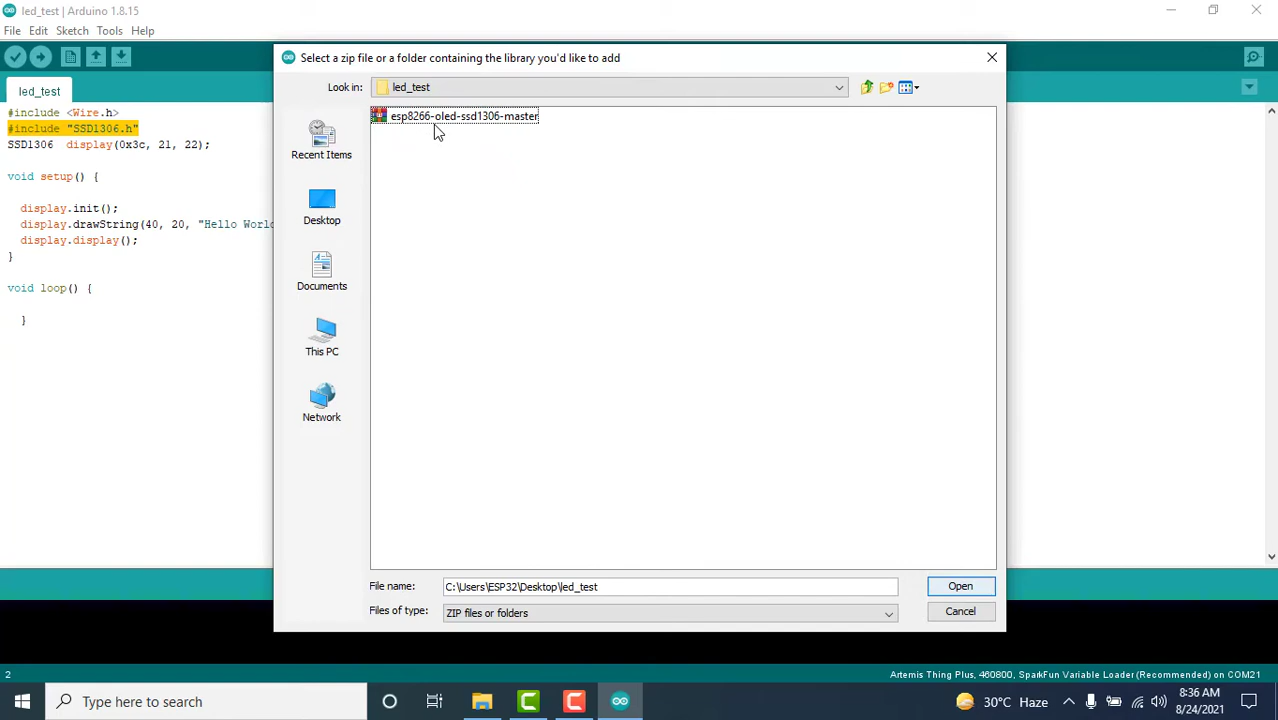 led_test | Arduino 1.8.15
File Edit Sketch Tools Help
led_test
#include <Wire.h>
#include "SSD1306.h"
SSD1306 display(0x3c, 21, 22);
void setup() {
display.init();
display.drawString(40, 20, "Hello World
display.display();
}
void loop() {
}
Select a zip file or a folder containing the library you'd like to add
Look in: led_test
esp8266-oled-ssd1306-master
Recent Items
Desktop
Documents
This PC
Network
File name: C:\Users\ESP32\Desktop\led_test Open
Files of type: ZIP files or folders Cancel
2 Artemis Thing Plus, 460800, SparkFun Variable Loader (Recommended) on COM21
Type here to search 30°C Haze 8:36 AM
8/24/2021